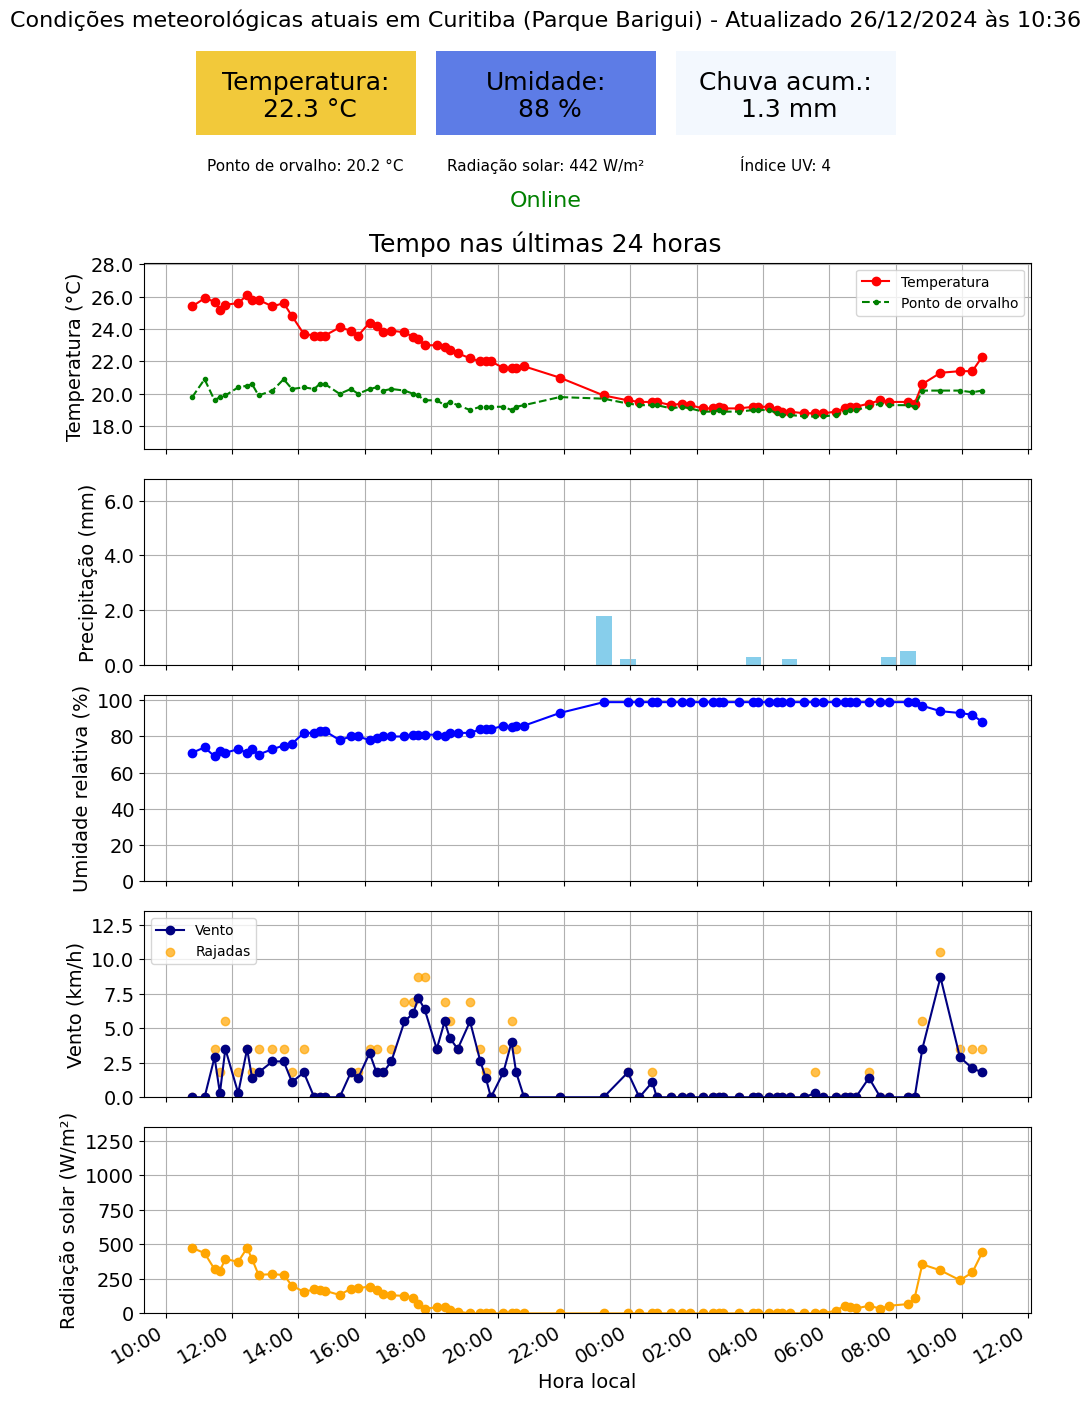 Condições meteorológicas atuais em Curitiba (Parque Barigui) - Atualizado 26/12/2024 às 10:36
Temperatura:
22.3 °C
Umidade:
88 %
Chuva acum.:
1.3 mm
Ponto de orvalho: 20.2 °C
Radiação solar: 442 W/m²
Índice UV: 4
Online
Tempo nas últimas 24 horas
Temperatura (°C)
28.0
26.0
24.0
22.0
20.0
18.0
Temperatura
Ponto de orvalho
Precipitação (mm)
6.0
4.0
2.0
0.0
Umidade relativa (%)
100
80
60
40
20
0
Vento (km/h)
12.5
10.0
7.5
5.0
2.5
0.0
Vento
Rajadas
Radiação solar (W/m²)
1250
1000
750
500
250
0
10:00
12:00
14:00
16:00
18:00
20:00
22:00
00:00
02:00
04:00
06:00
08:00
10:00
12:00
Hora local